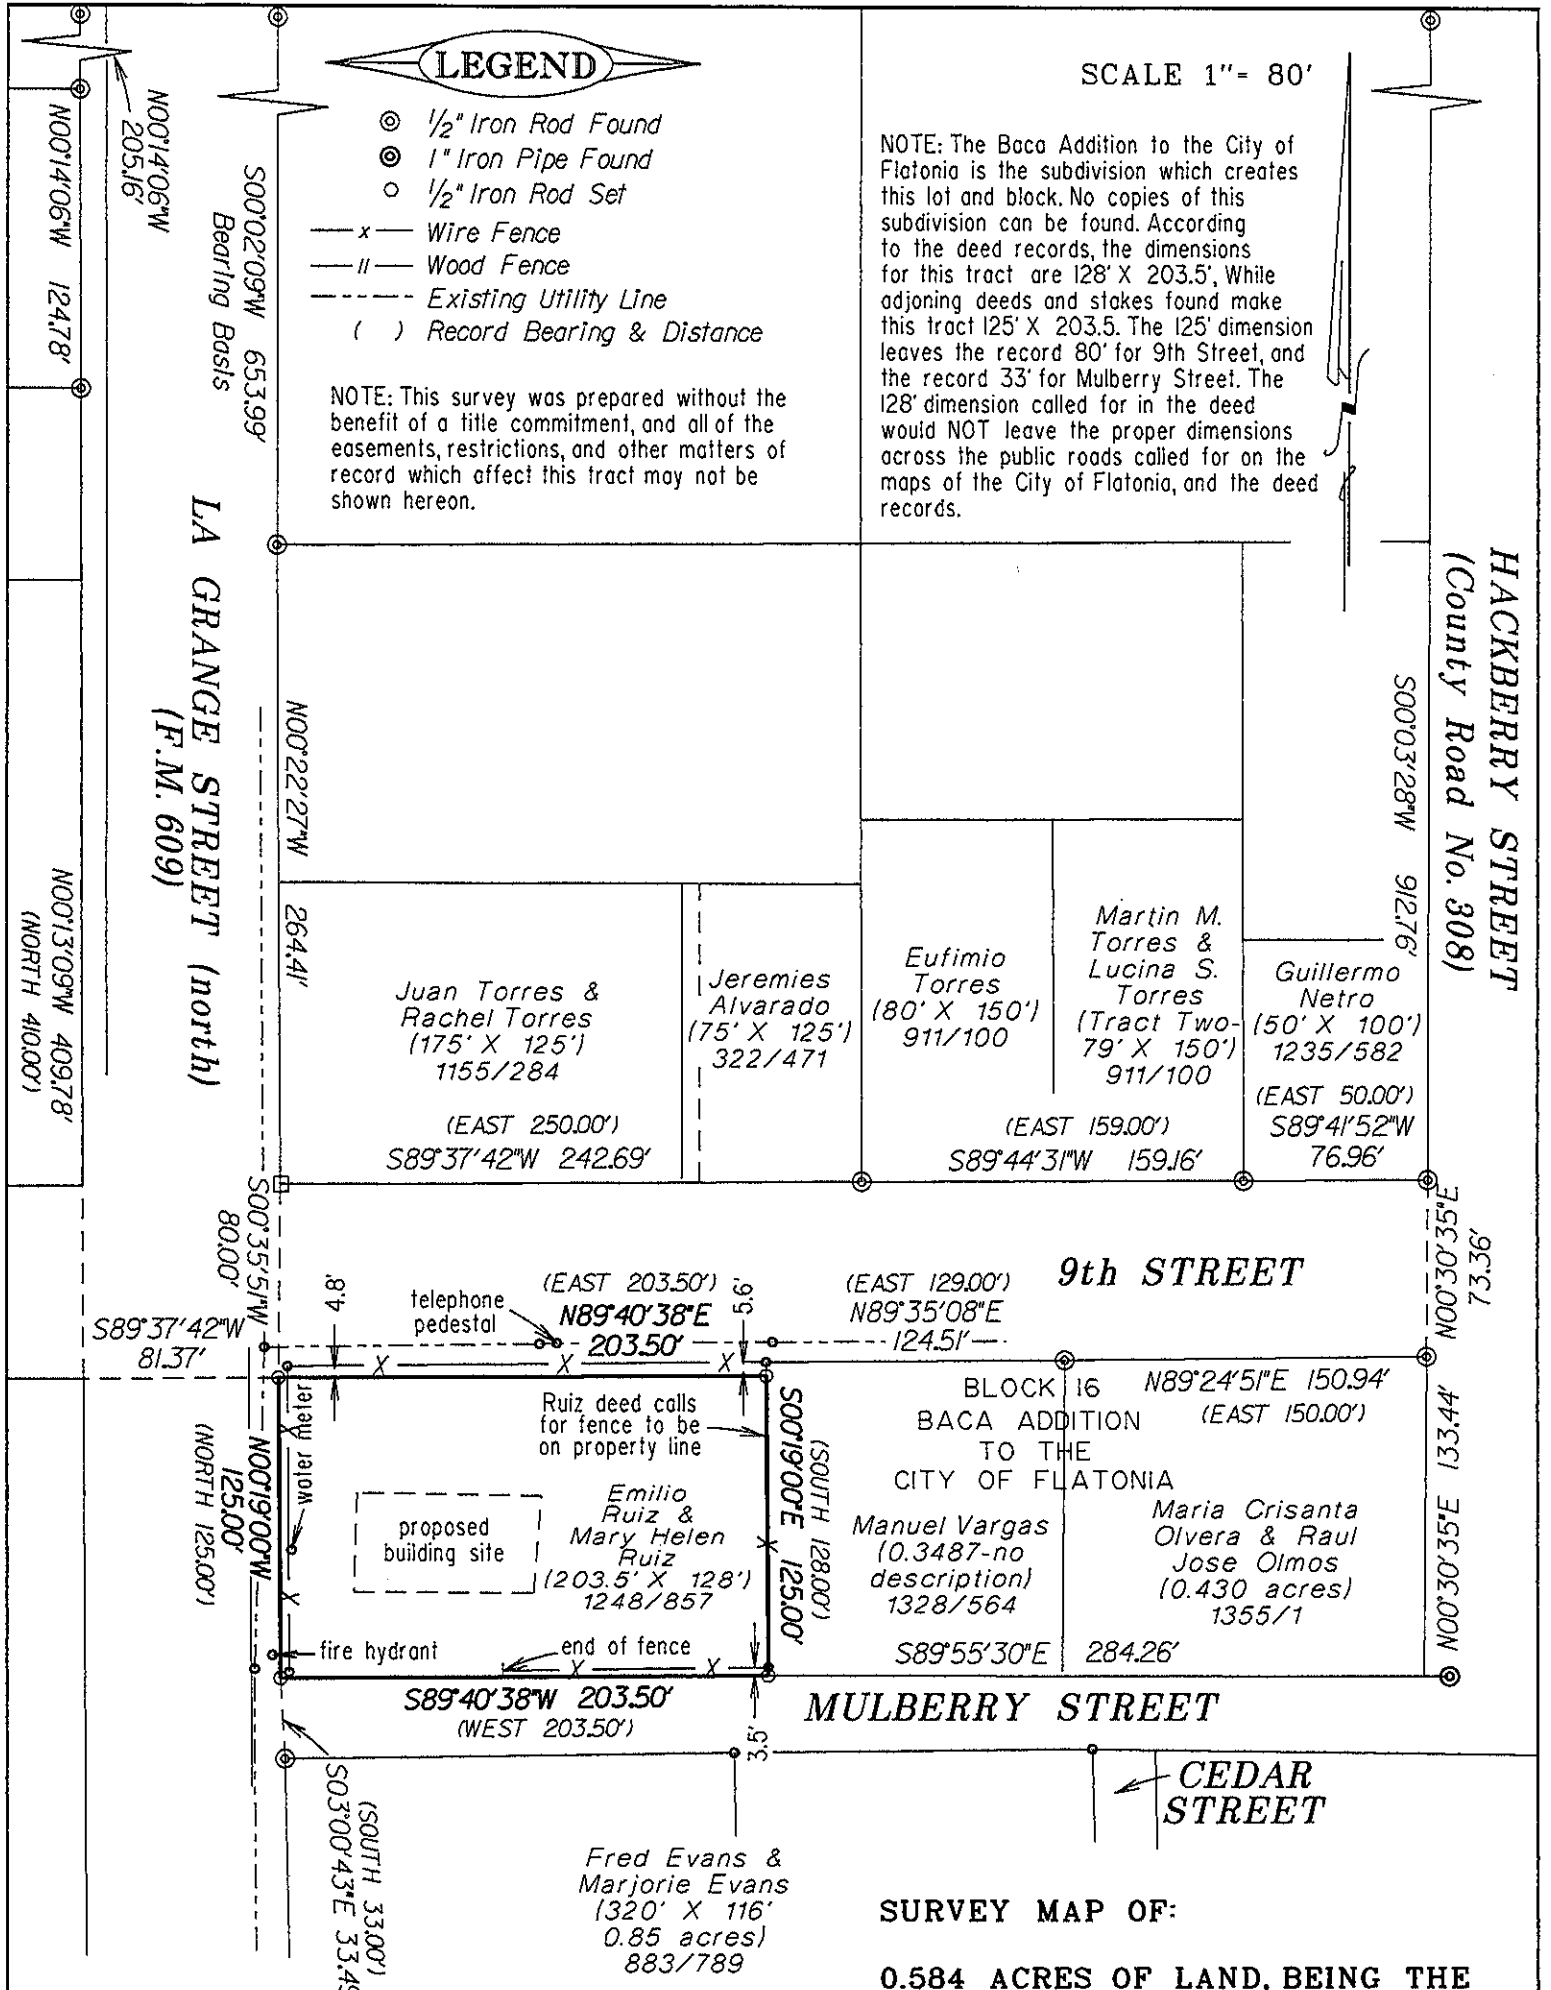 LEGEND
1/2" Iron Rod Found
1" Iron Pipe Found
1/2" Iron Rod Set
x Wire Fence
// Wood Fence
Existing Utility Line
( ) Record Bearing & Distance
NOTE: This survey was prepared without the
benefit of a title commitment, and all of the
easements, restrictions, and other matters of
record which affect this tract may not be
shown hereon.
SCALE 1"= 80'
NOTE: The Baca Addition to the City of
Flatonia is the subdivision which creates
this lot and block. No copies of this
subdivision can be found. According
to the deed records, the dimensions
for this tract are 128' X 203.5', While
adjoning deeds and stakes found make
this tract 125' X 203.5. The 125' dimension
leaves the record 80' for 9th Street, and
the record 33' for Mulberry Street. The
128' dimension called for in the deed
would NOT leave the proper dimensions
across the public roads called for on the
maps of the City of Flatonia, and the deed
records.
N00°14'06"W
205.16'
N00°14'06"W 124.78'
S00°02'09"W 653.99'
Bearing Basis
LA GRANGE STREET (north)
(F.M. 609)
N00°22'27"W 264.41'
N00°13'09"W 409.78'
(NORTH 410.00')
HACKBERRY STREET
(County Road No. 308)
S00°03'28"W 912.76'
Juan Torres &
Rachel Torres
(175' X 125')
1155/284
Jeremies
Alvarado
(75' X 125')
322/471
Eufimio
Torres
(80' X 150')
911/100
Martin M.
Torres &
Lucina S.
Torres
(Tract Two-
79' X 150')
911/100
Guillermo
Netro
(50' X 100')
1235/582
(EAST 250.00')
S89°37'42"W 242.69'
(EAST 159.00')
S89°44'31"W 159.16'
(EAST 50.00')
S89°41'52"W
76.96'
N00°30'35"E
73.36'
S00°35'51"W
80.00'
S89°37'42"W
81.37'
9th STREET
4.8'
telephone
pedestal
(EAST 203.50')
N89°40'38"E
203.50'
5.6'
(EAST 129.00')
N89°35'08"E
124.51'
X X X
water meter
X
X
Ruiz deed calls
for fence to be
on property line
proposed
building site
Emilio
Ruiz &
Mary Helen
Ruiz
(203.5' X 128')
1248/857
(SOUTH 128.00')
S00°19'00"E 125.00'
X
N00°19'00"W
125.00'
(NORTH 125.00')
BLOCK 16
BACA ADDITION
TO THE
CITY OF FLATONIA
N89°24'51"E 150.94'
(EAST 150.00')
Manuel Vargas
(0.3487-no
description)
1328/564
Maria Crisanta
Olvera & Raul
Jose Olmos
(0.430 acres)
1355/1
N00°30'35"E 133.44'
S89°55'30"E 284.26'
fire hydrant
end of fence
X X
S89°40'38"W 203.50'
(WEST 203.50')
3.5'
MULBERRY STREET
CEDAR
STREET
(SOUTH 33.00')
S03°00'43"E
Fred Evans &
Marjorie Evans
(320' X 116'
0.85 acres)
883/789
SURVEY MAP OF:
0.584 ACRES OF LAND, BEING THE